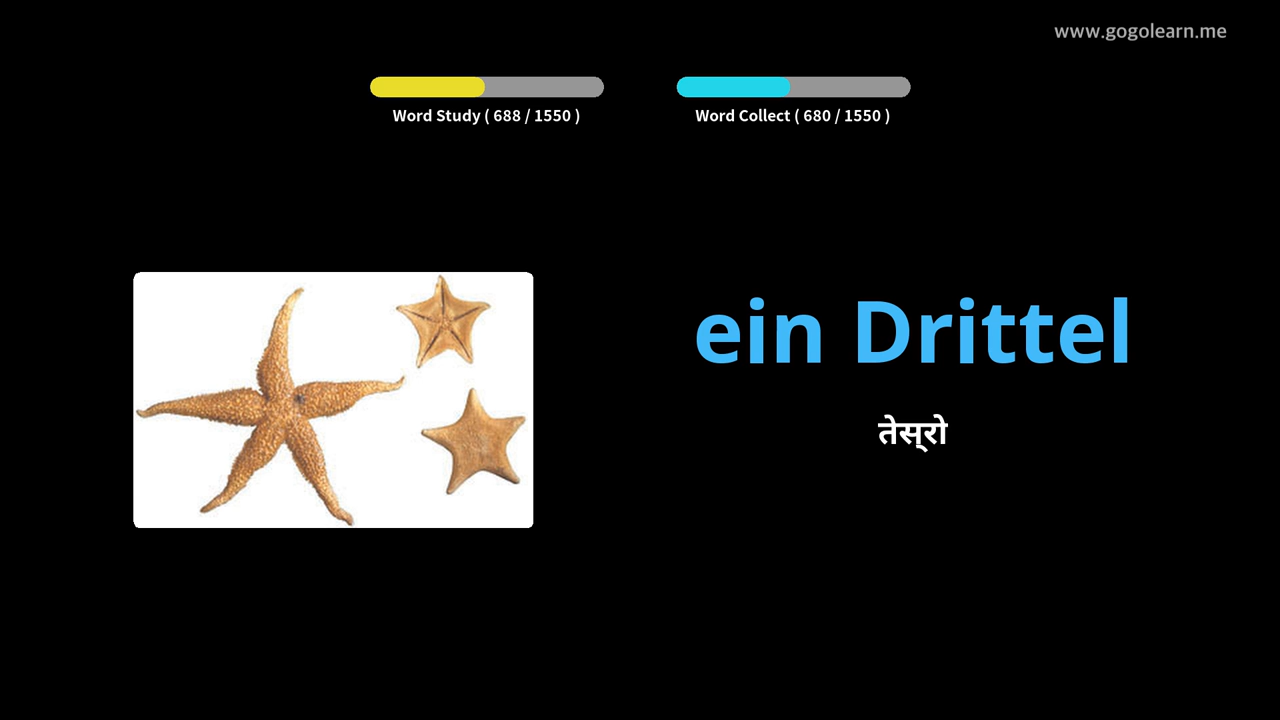 www.gogolearn.me
Word Study ( 688 / 1550 )
Word Collect ( 680 / 1550 )
ein Drittel
तेस्रो